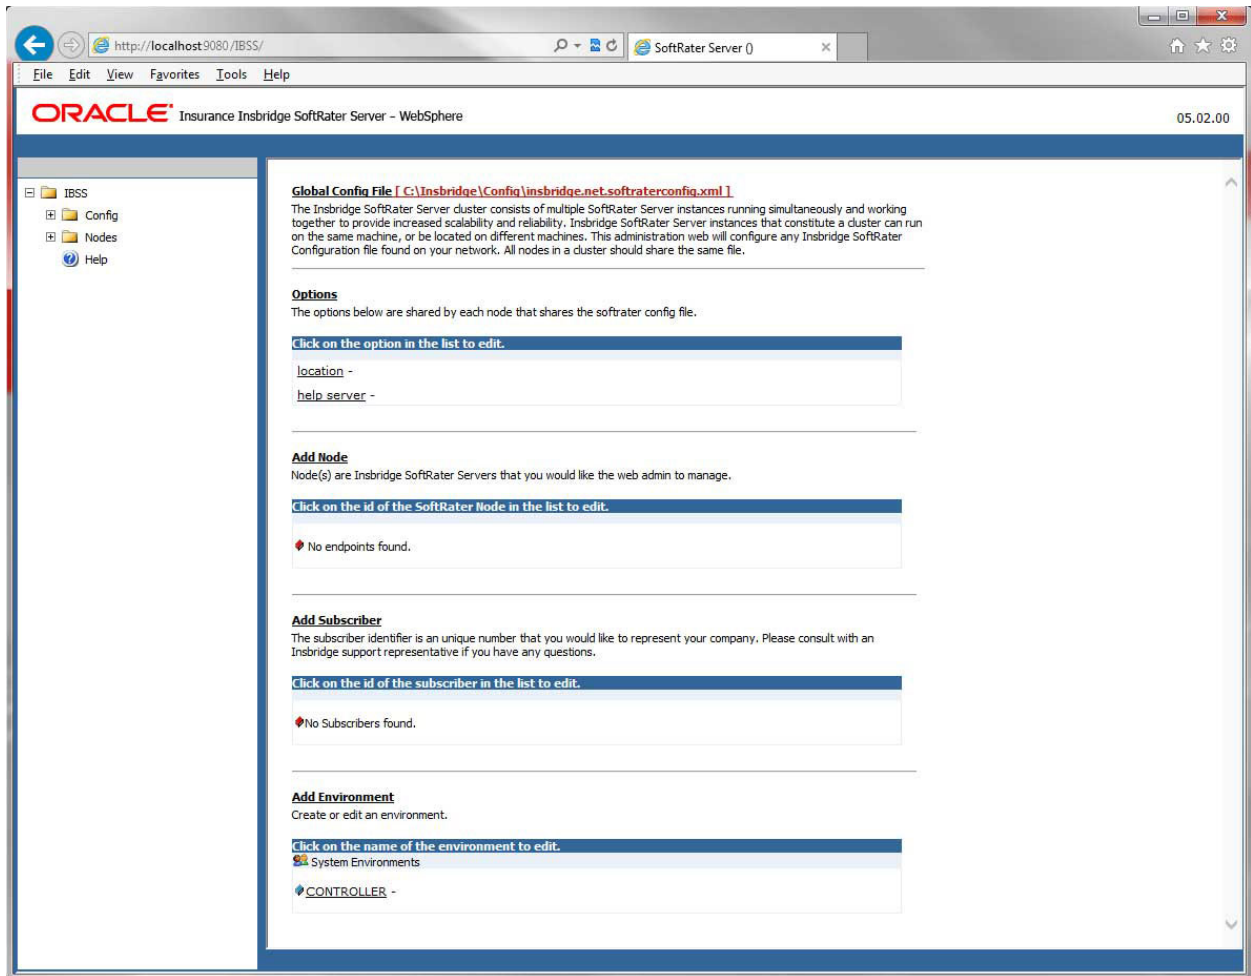 http://localhost:9080/IBSS/
SoftRater Server ()
File Edit View Favorites Tools Help
ORACLE Insurance Insbridge SoftRater Server – WebSphere
05.02.00
IBSS
Config
Nodes
Help
Global Config File [ C:\Insbridge\Config\insbridge.net.softraterconfig.xml ]
The Insbridge SoftRater Server cluster consists of multiple SoftRater Server instances running simultaneously and working
together to provide increased scalability and reliability. Insbridge SoftRater Server instances that constitute a cluster can run
on the same machine, or be located on different machines. This administration web will configure any Insbridge SoftRater
Configuration file found on your network. All nodes in a cluster should share the same file.
Options
The options below are shared by each node that shares the softrater config file.
Click on the option in the list to edit.
location -
help server -
Add Node
Node(s) are Insbridge SoftRater Servers that you would like the web admin to manage.
Click on the id of the SoftRater Node in the list to edit.
No endpoints found.
Add Subscriber
The subscriber identifier is an unique number that you would like to represent your company. Please consult with an
Insbridge support representative if you have any questions.
Click on the id of the subscriber in the list to edit.
No Subscribers found.
Add Environment
Create or edit an environment.
Click on the name of the environment to edit.
System Environments
CONTROLLER -